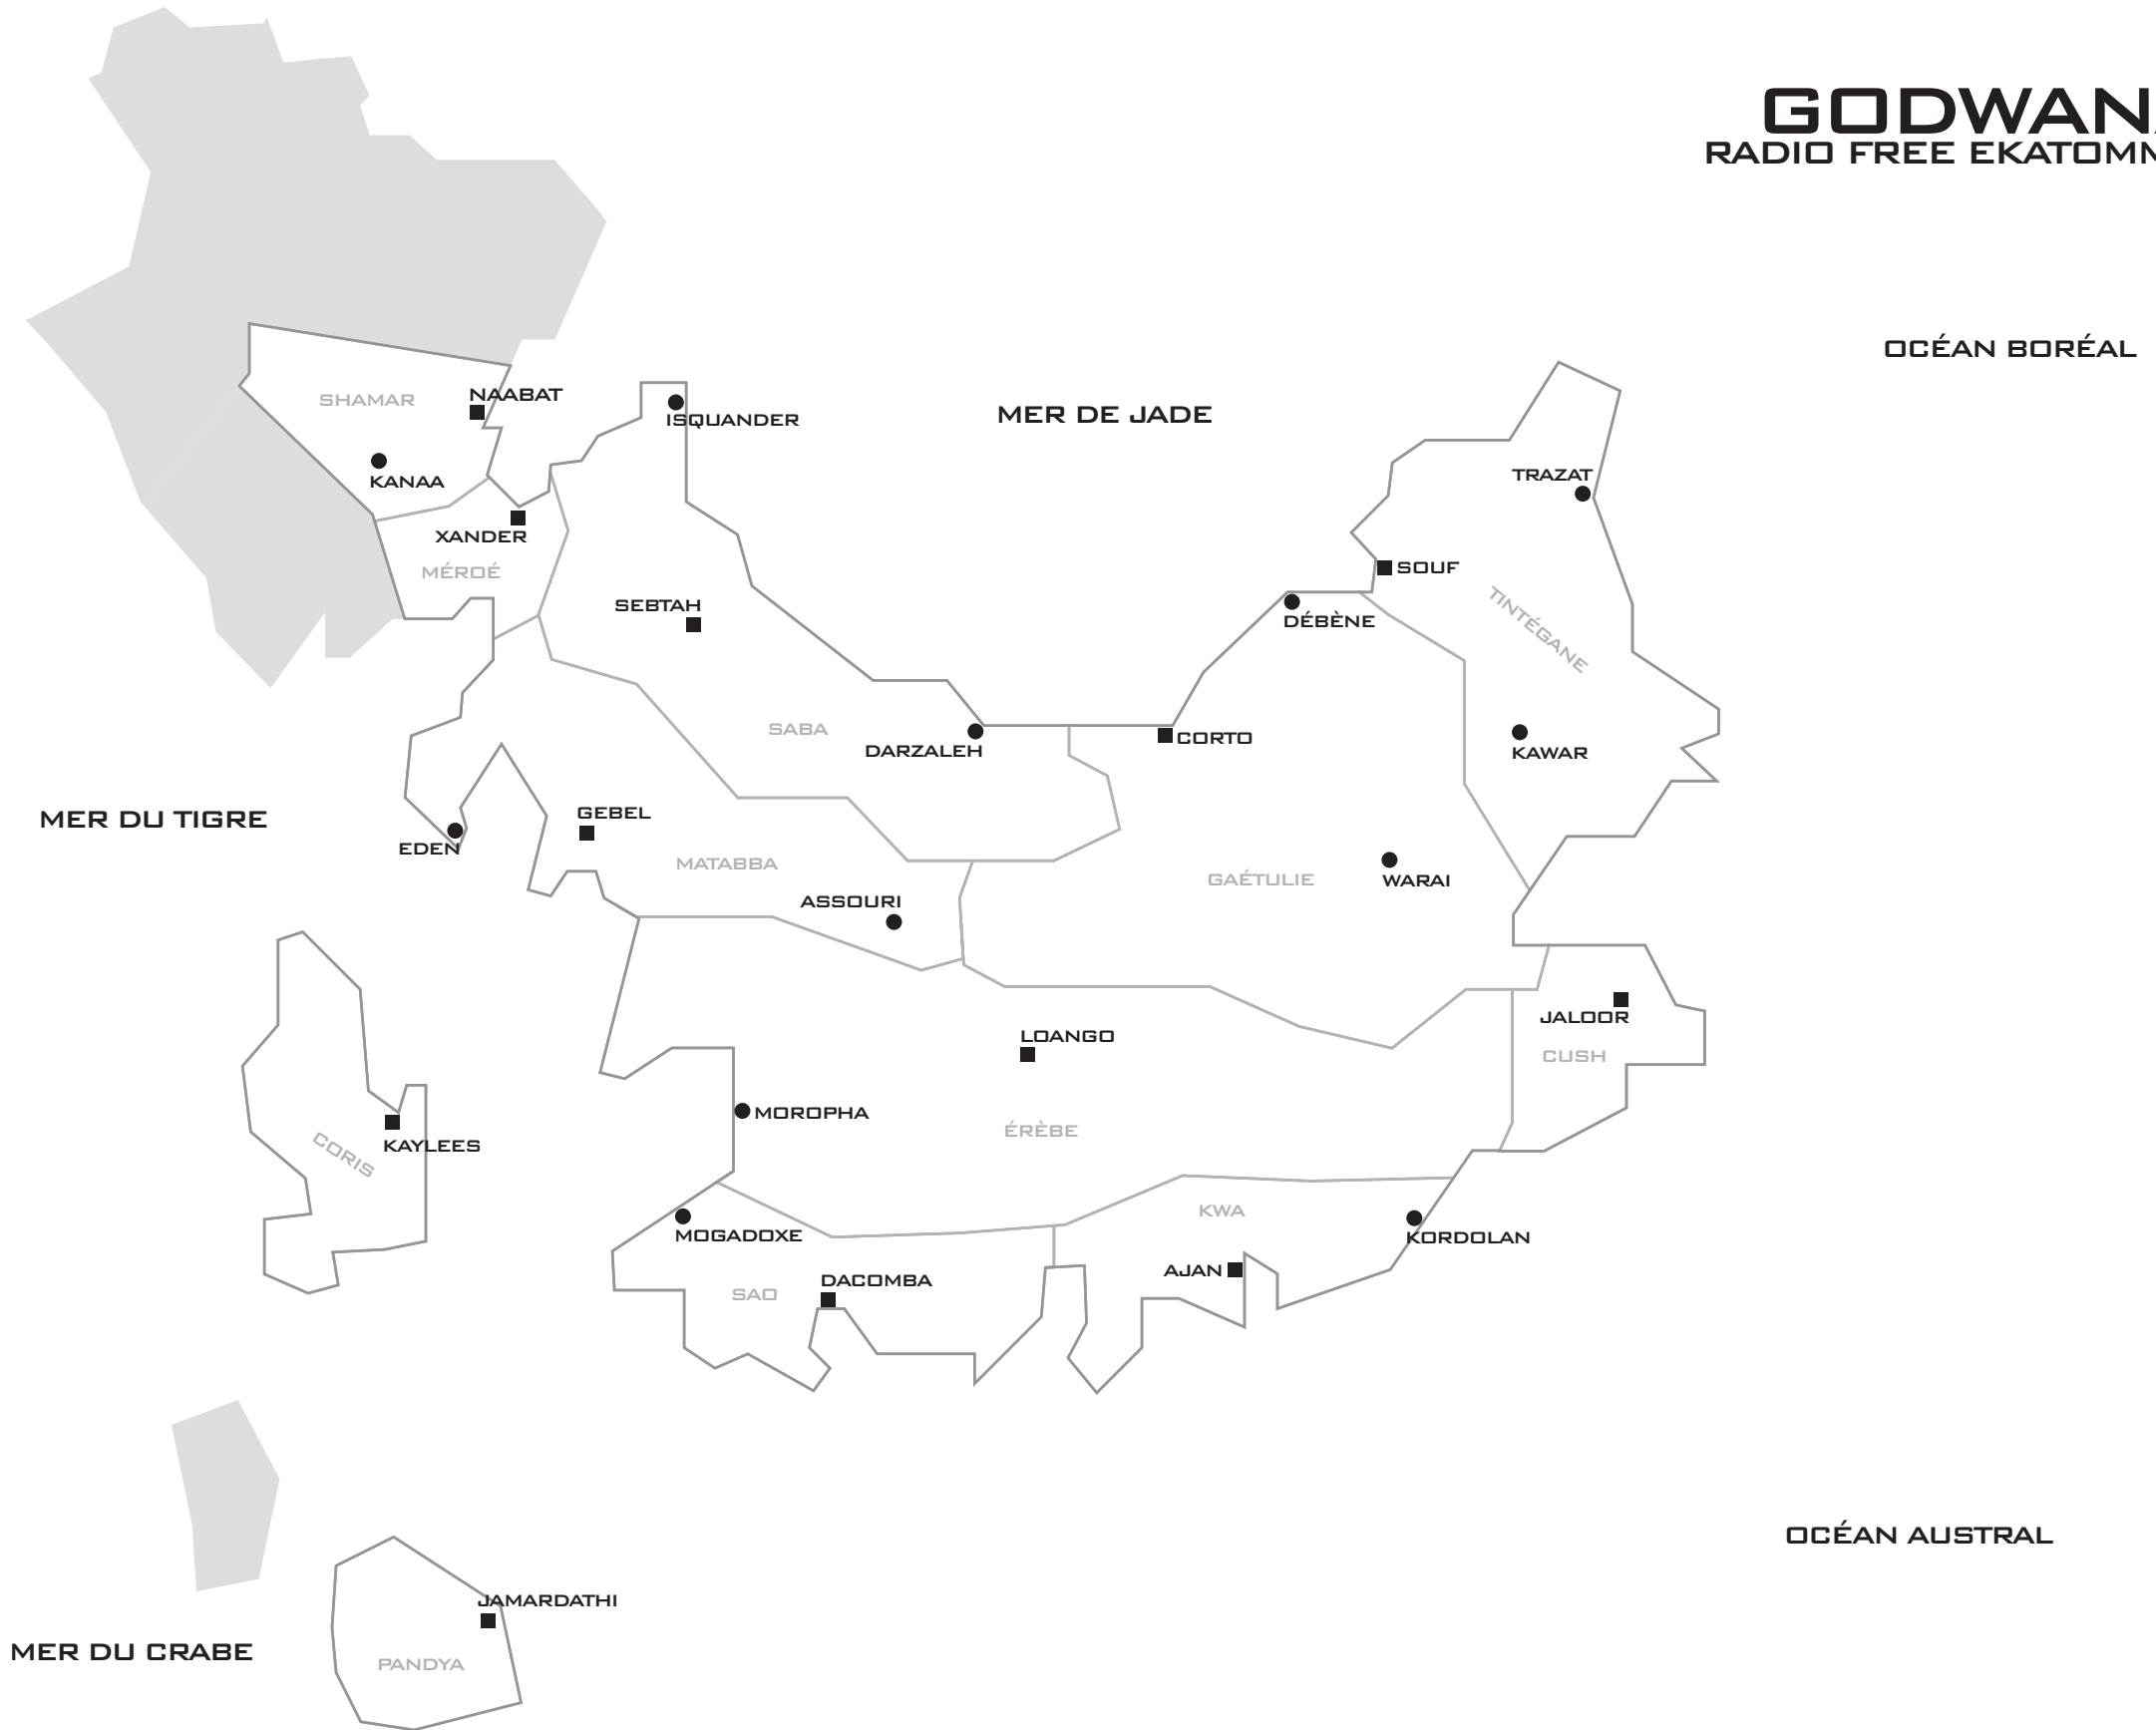 GODWAN
RADIO FREE EKATOM
OCÉAN BORÉAL
SHAMAR
NAABAT
ISQUANDER
MER DE JADE
KANAA
TRAZAT
XANDER
MÉROÉ
SOUF
SEBTAH
DÉBÈNE
TINTÉGANE
SABA
DARZALEH
CORTO
KAWAR
MER DU TIGRE
GEBEL
EDEN
MATABBA
GAÉTULIE
WARAI
ASSOURI
JALOOR
LOANGO
CUSH
MOROPHA
ÉRÈBE
CORIS
KAYLEES
KWA
MOGADOXE
KORDOLAN
AJAN
DACOMBA
SAO
OCÉAN AUSTRAL
JAMARDATHI
MER DU CRABE
PANDYA